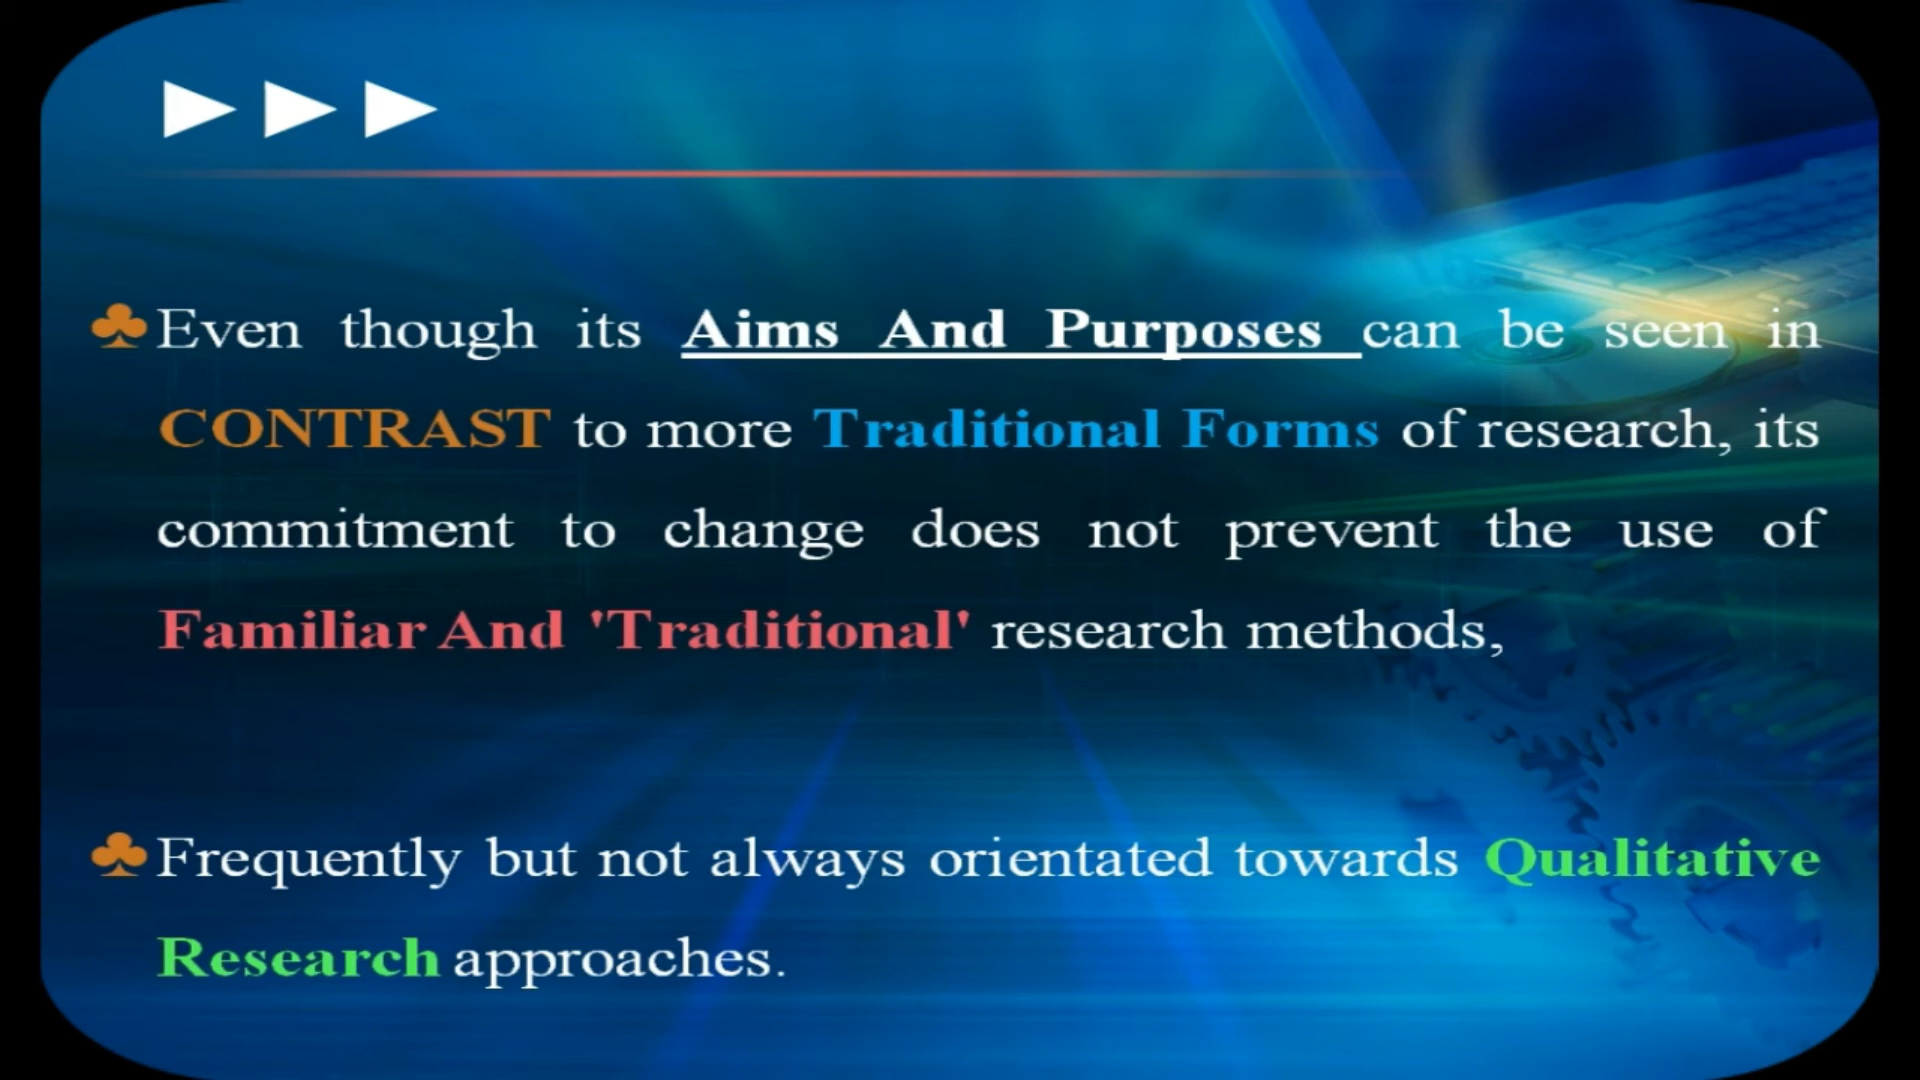 Even though its Aims And Purposes can be seen in
CONTRAST to more Traditional Forms of research, its
commitment to change does not prevent the use of
Familiar And 'Traditional' research methods,
Frequently but not always orientated towards Qualitative
Research approaches.